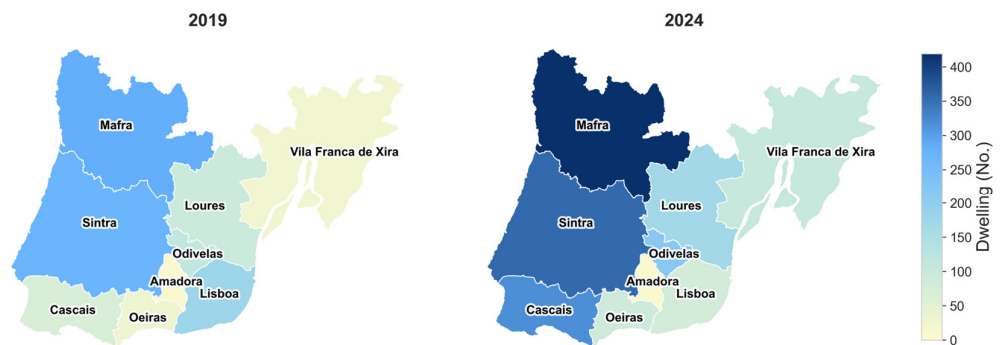 2019
Mafra
Vila Franca de Xira
Loures
Sintra
Odivelas
Amadora
Lisboa
Cascais
Oeiras
2024
Mafra
Vila Franca de Xira
Loures
Sintra
Odivelas
Amadora
Lisboa
Cascais
Oeiras
400
350
300
250
200
150
100
50
0
Dwelling (No.)